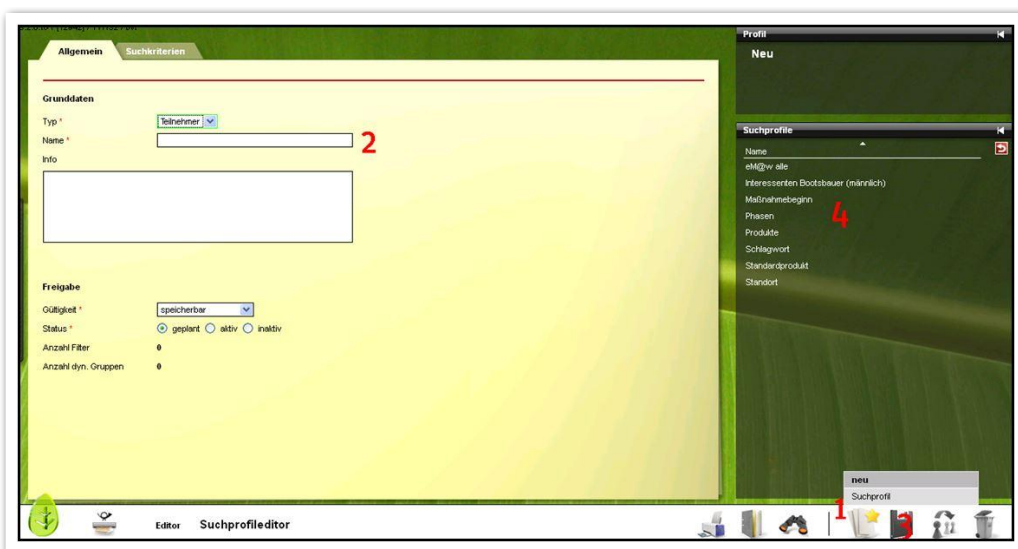 Allgemein Suchkriterien
Grunddaten
Typ * Teilnehmer
Name * 2
Info
Freigabe
Gültigkeit * speicherbar
Status * geplant aktiv inaktiv
Anzahl Filter 0
Anzahl dyn. Gruppen 0
Profil
Neu
Suchprofile
Name
eM@w alle
Interessenten Bootsbauer (männlich)
Maßnahmebeginn
Phasen
4
Produkte
Schlagwort
Standardprodukt
Standort
neu
Suchprofil
Editor Suchprofileditor
1
3